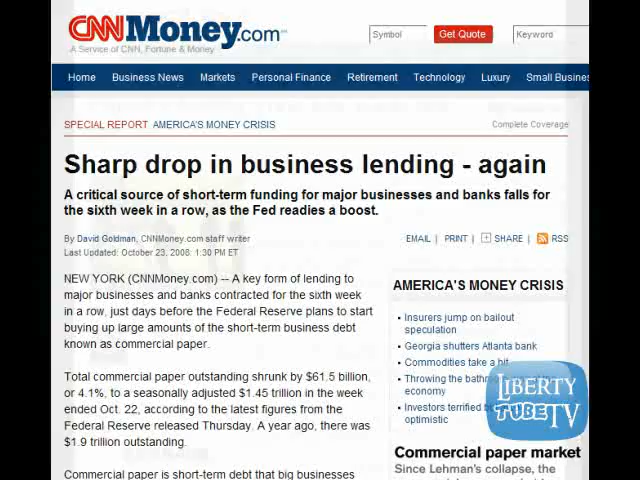 CNNMoney.com
A Service of CNN, Fortune & Money
Symbol
Get Quote
Keyword
Home
Business News
Markets
Personal Finance
Retirement
Technology
Luxury
Small Busines
SPECIAL REPORT AMERICA'S MONEY CRISIS
Complete Coverage
Sharp drop in business lending - again
A critical source of short-term funding for major businesses and banks falls for
the sixth week in a row, as the Fed readies a boost.
By David Goldman, CNNMoney.com staff writer
Last Updated: October 23, 2008: 1:30 PM ET
EMAIL | PRINT | SHARE | RSS
NEW YORK (CNNMoney.com) -- A key form of lending to
major businesses and banks contracted for the sixth week
in a row, just days before the Federal Reserve plans to start
buying up large amounts of the short-term business debt
known as commercial paper.
Total commercial paper outstanding shrunk by $61.5 billion,
or 4.1%, to a seasonally adjusted $1.45 trillion in the week
ended Oct. 22, according to the latest figures from the
Federal Reserve released Thursday. A year ago, there was
$1.9 trillion outstanding.
Commercial paper is short-term debt that big businesses
AMERICA'S MONEY CRISIS
Insurers jump on bailout
speculation
Georgia shutters Atlanta bank
Commodities take a hit
Throwing the of the
economy
Investors terrified
optimistic
LIBERTY
TUBE TV
Commercial paper market
Since Lehman's collapse, the